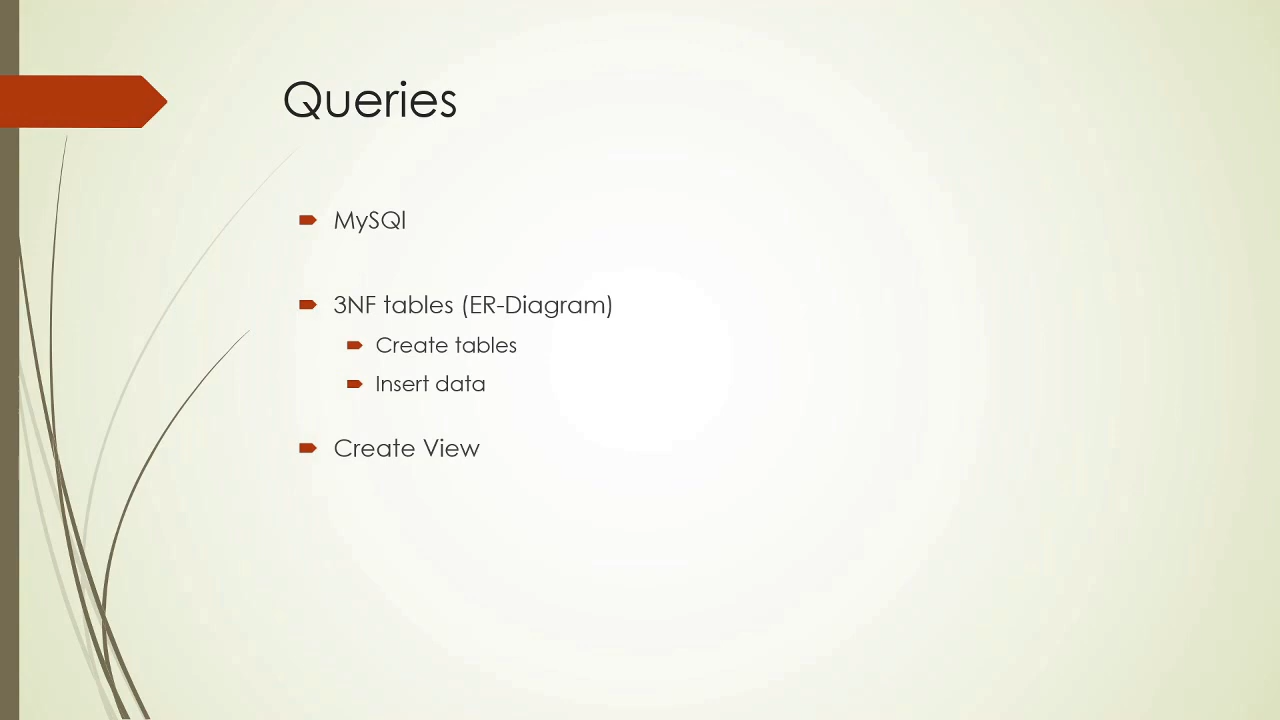 Queries
MySQl
3NF tables (ER-Diagram)
Create tables
Insert data
Create View